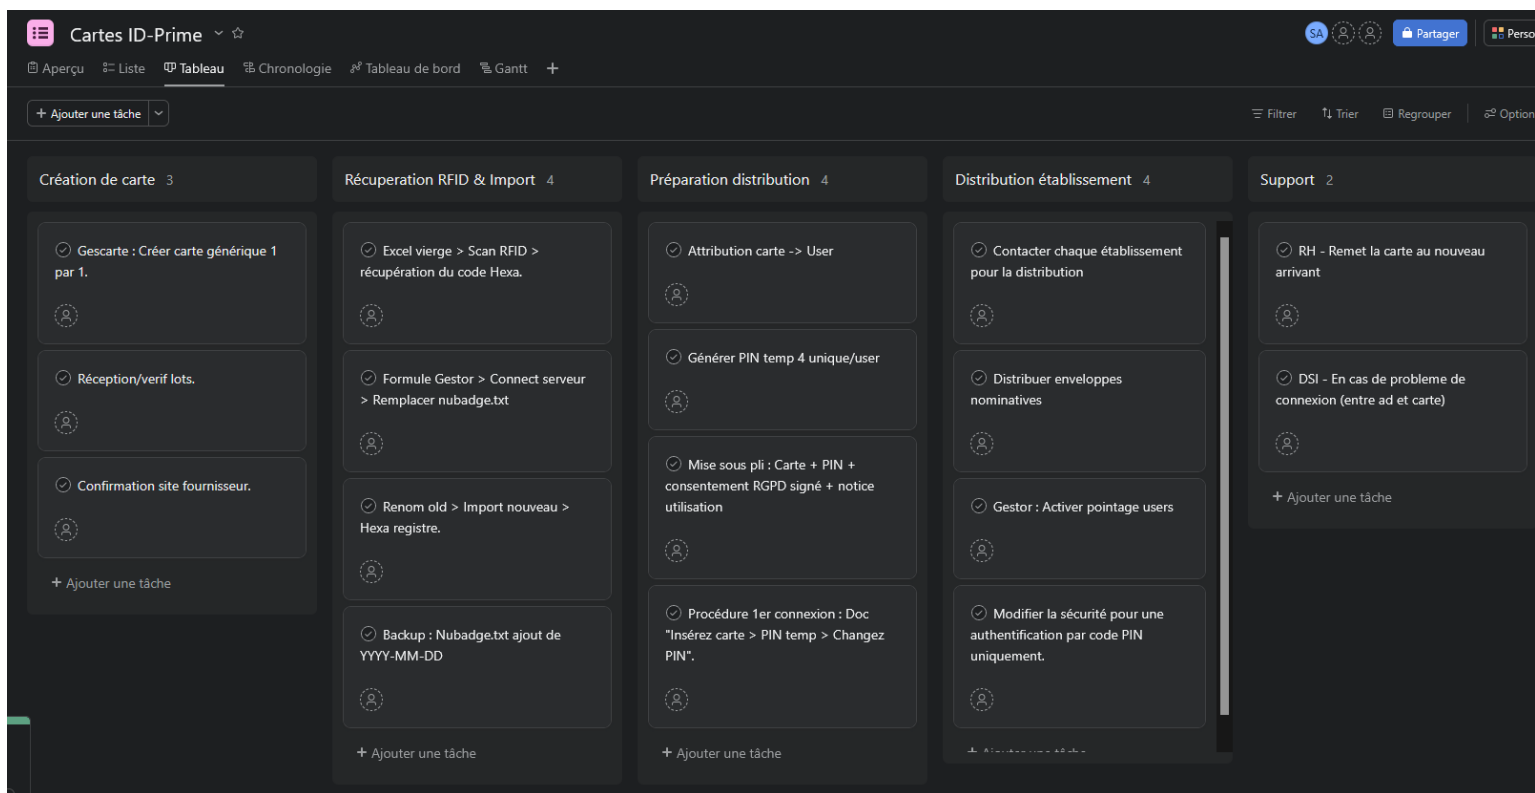 Cartes ID-Prime
SA
Partager
Perso
Aperçu
Liste
Tableau
Chronologie
Tableau de bord
Gantt
+
+ Ajouter une tâche
Filtrer
Trier
Regrouper
Option
Création de carte 3
Gescarte : Créer carte générique 1
par 1.
Réception/verif lots.
Confirmation site fournisseur.
+ Ajouter une tâche
Récuperation RFID & Import 4
Excel vierge > Scan RFID >
récupération du code Hexa.
Formule Gestor > Connect serveur
> Remplacer nubadge.txt
Renom old > Import nouveau >
Hexa registre.
Backup : Nubadge.txt ajout de
YYYY-MM-DD
+ Ajouter une tâche
Préparation distribution 4
Attribution carte -> User
Générer PIN temp 4 unique/user
Mise sous pli : Carte + PIN +
consentement RGPD signé + notice
utilisation
Procédure 1er connexion : Doc
"Insérez carte > PIN temp > Changez
PIN".
+ Ajouter une tâche
Distribution établissement 4
Contacter chaque établissement
pour la distribution
Distribuer enveloppes
nominatives
Gestor : Activer pointage users
Modifier la sécurité pour une
authentification par code PIN
uniquement.
+ Ajouter une tâche
Support 2
RH - Remet la carte au nouveau
arrivant
DSI - En cas de probleme de
connexion (entre ad et carte)
+ Ajouter une tâche